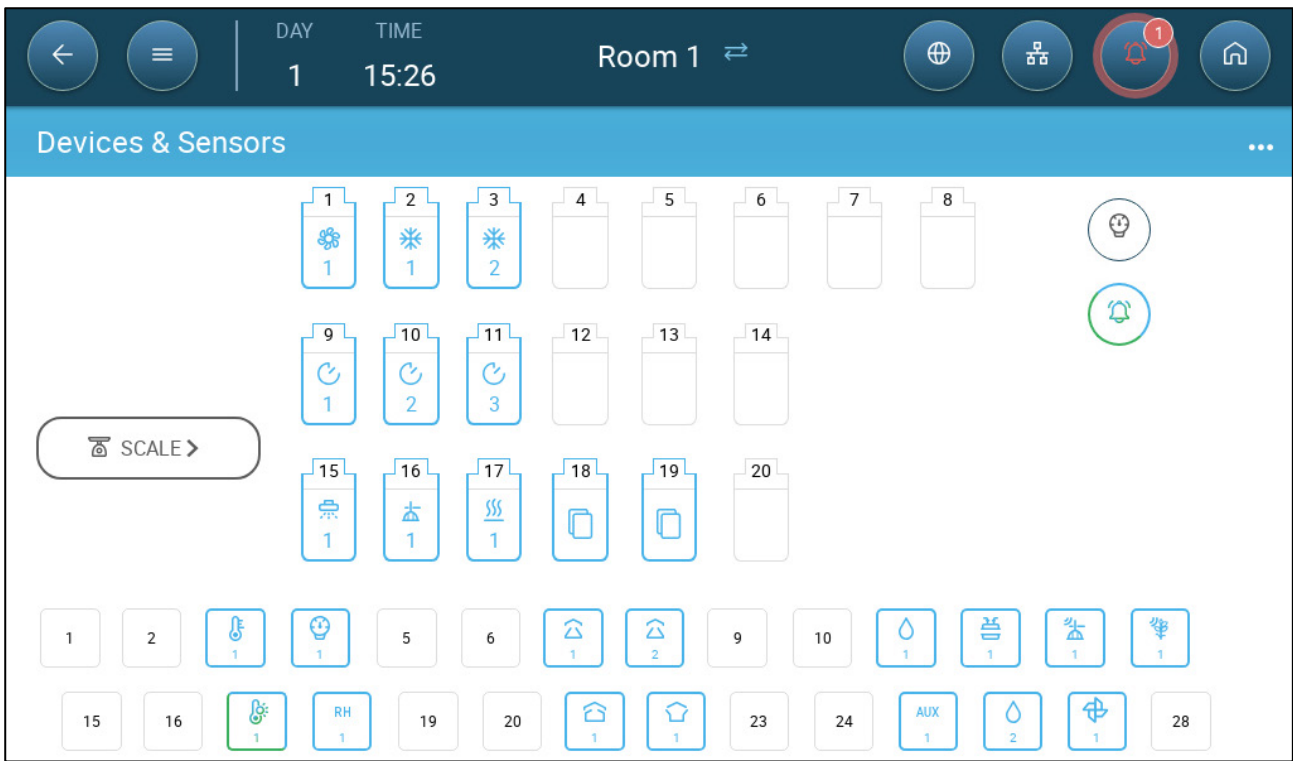 DAY TIME
1 15:26 Room 1 1
Devices & Sensors
1 2 3 4 5 6 7 8
1 1 2
9 10 11 12 13 14
1 2 3
SCALE
15 16 17 18 19 20
1 1 1
1 2 1 1 5 6 1 2 9 10 1 1 1 1
15 16 1 RH 1 19 20 1 1 23 24 AUX 1 2 1 28